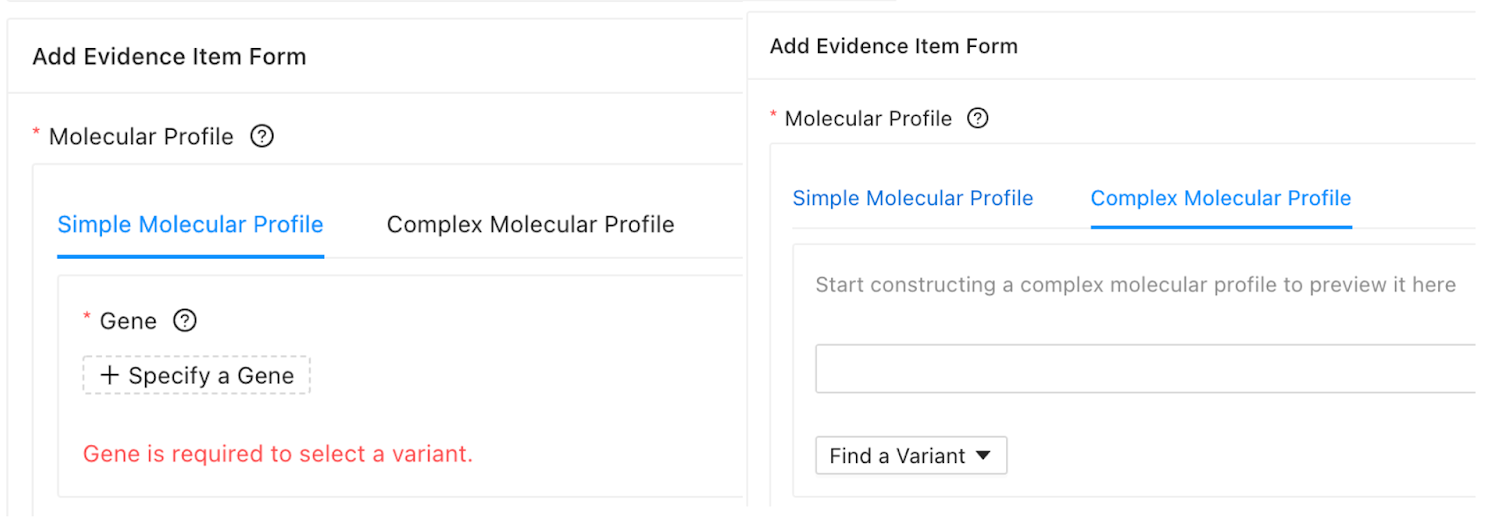 Add Evidence Item Form
* Molecular Profile ?
Simple Molecular Profile Complex Molecular Profile
* Gene ?
+ Specify a Gene
Gene is required to select a variant.
Add Evidence Item Form
* Molecular Profile ?
Simple Molecular Profile Complex Molecular Profile
Start constructing a complex molecular profile to preview it here
Find a Variant